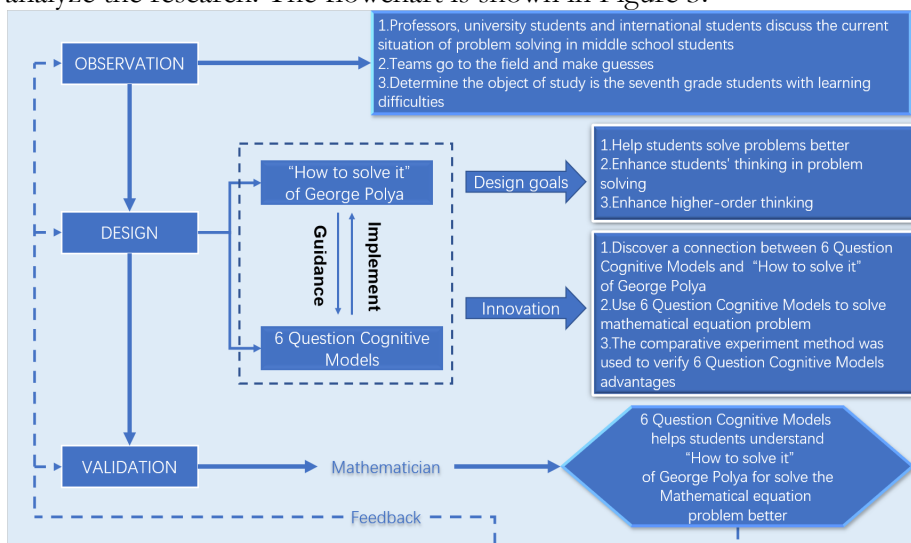 analyze the research. The flowchart is shown in Figure 3.
OBSERVATION
1.Professors, university students and international students discuss the current
situation of problem solving in middle school students
2.Teams go to the field and make guesses
3.Determine the object of study is the seventh grade students with learning
difficulties
DESIGN
“How to solve it”
of George Polya
Guidance
Implement
6 Question Cognitive
Models
Design goals
1.Help students solve problems better
2.Enhance students' thinking in problem
solving
3.Enhance higher-order thinking
Innovation
1.Discover a connection between 6 Question
Cognitive Models and “How to solve it”
of George Polya
2.Use 6 Question Cognitive Models to solve
mathematical equation problem
3.The comparative experiment method was
used to verify 6 Question Cognitive Models
advantages
VALIDATION
Mathematician
6 Question Cognitive Models
helps students understand
“How to solve it”
of George Polya for solve the
Mathematical equation
problem better
Feedback